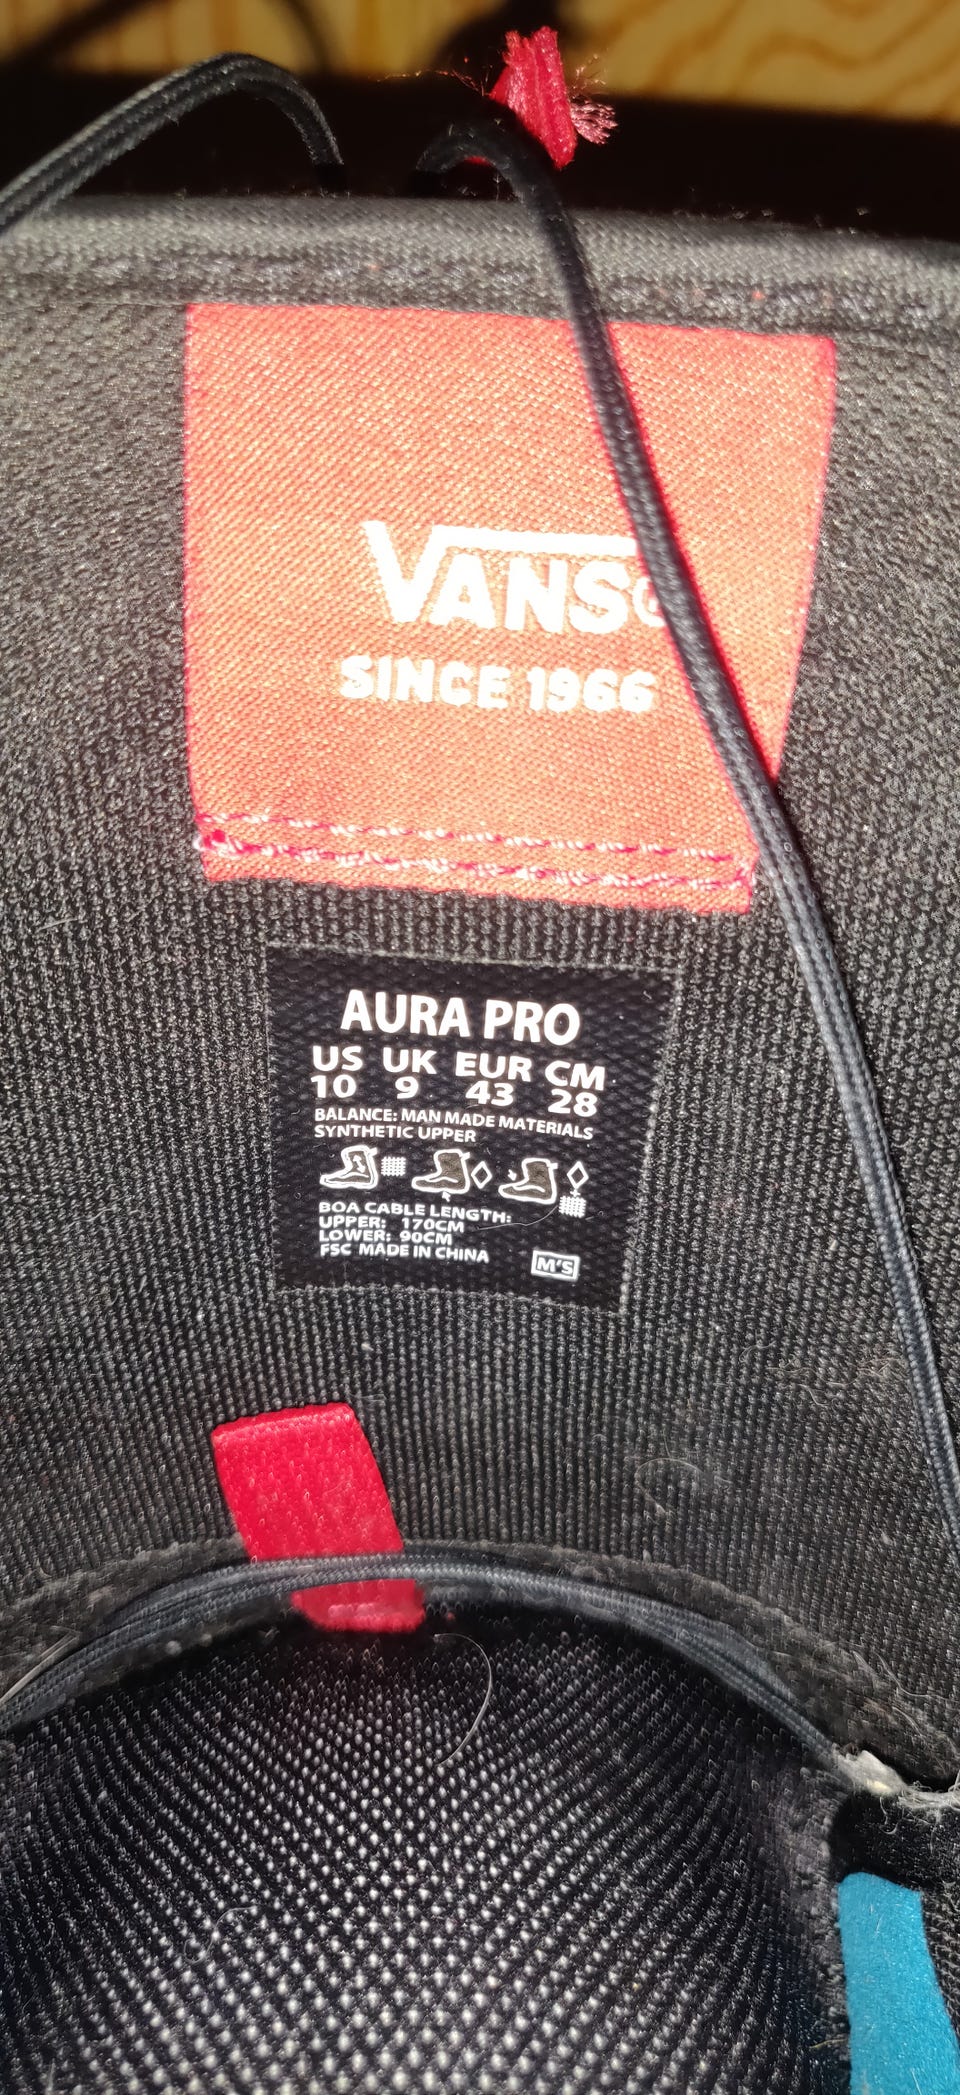 VANS
SINCE 1966
AURA PRO
US UK EUR CM
10 9 43 28
BALANCE: MAN MADE MATERIALS
SYNTHETIC UPPER
BOA CABLE LENGTH:
UPPER: 170CM
LOWER: 90CM
FSC MADE IN CHINA
M'S